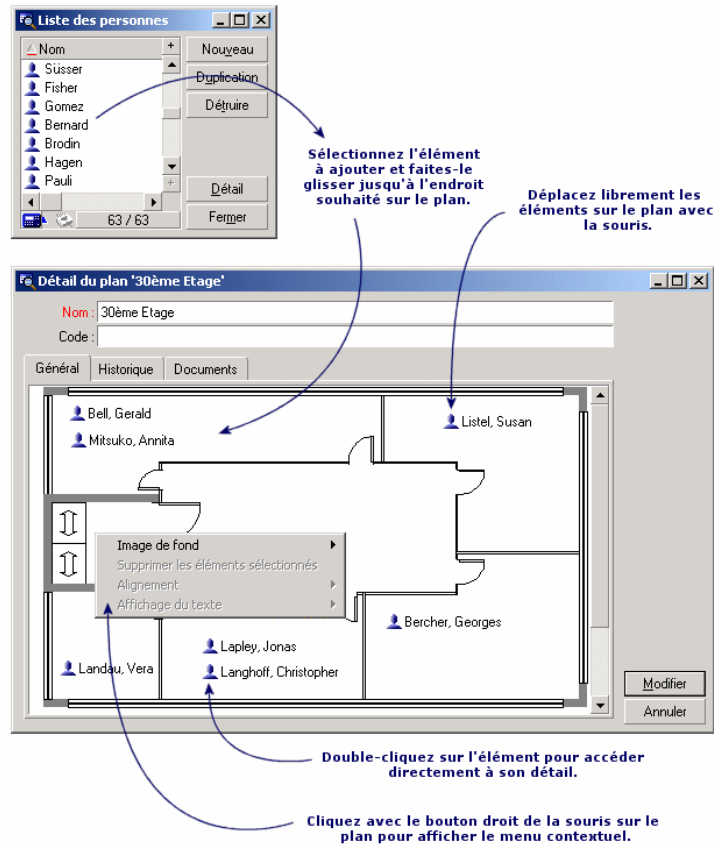 Liste des personnes
Nom
+
Nouveau
Süsser
Duplication
Fisher
Gomez
Détruire
Bernard
Brodin
Hagen
Pauli
+
Détail
63 / 63
Fermer
Sélectionnez l'élément
à ajouter et faites-le
glisser jusqu'à l'endroit
souhaité sur le plan.
Déplacez librement les
éléments sur le plan avec
la souris.
Détail du plan '30ème Etage'
Nom : 30ème Etage
Code :
Général Historique Documents
Bell, Gerald
Listel, Susan
Mitsuko, Annita
Image de fond
Supprimer les éléments sélectionnés
Alignement
Affichage du texte
Bercher, Georges
Lapley, Jonas
Landau, Vera
Langhoff, Christopher
Modifier
Annuler
Double-cliquez sur l'élément pour accéder
directement à son détail.
Cliquez avec le bouton droit de la souris sur le
plan pour afficher le menu contextuel.